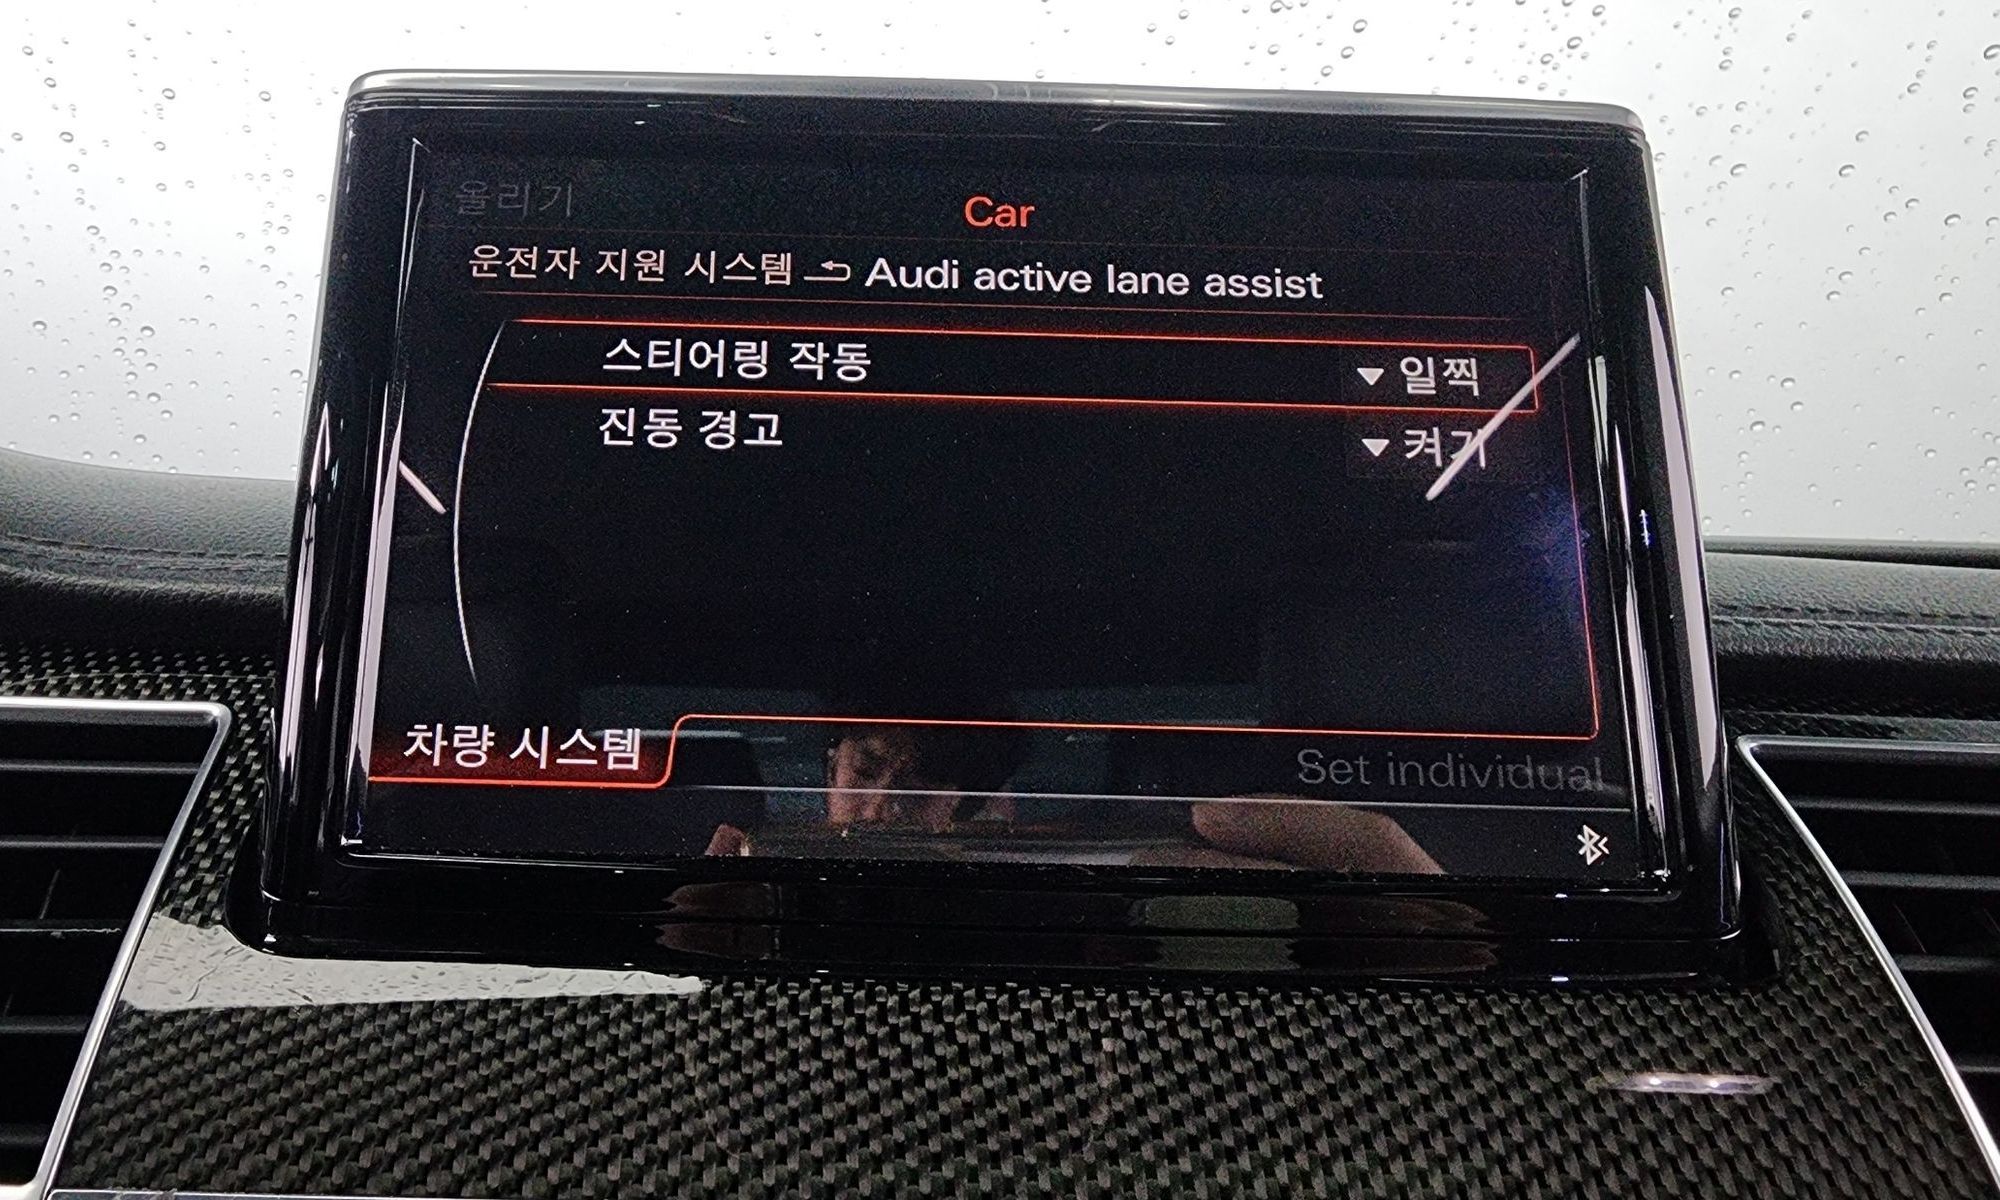 올리기
Car
운전자 지원 시스템 Audi active lane assist
스티어링 작동 일찍
진동 경고 켜기
차량 시스템
Set individual